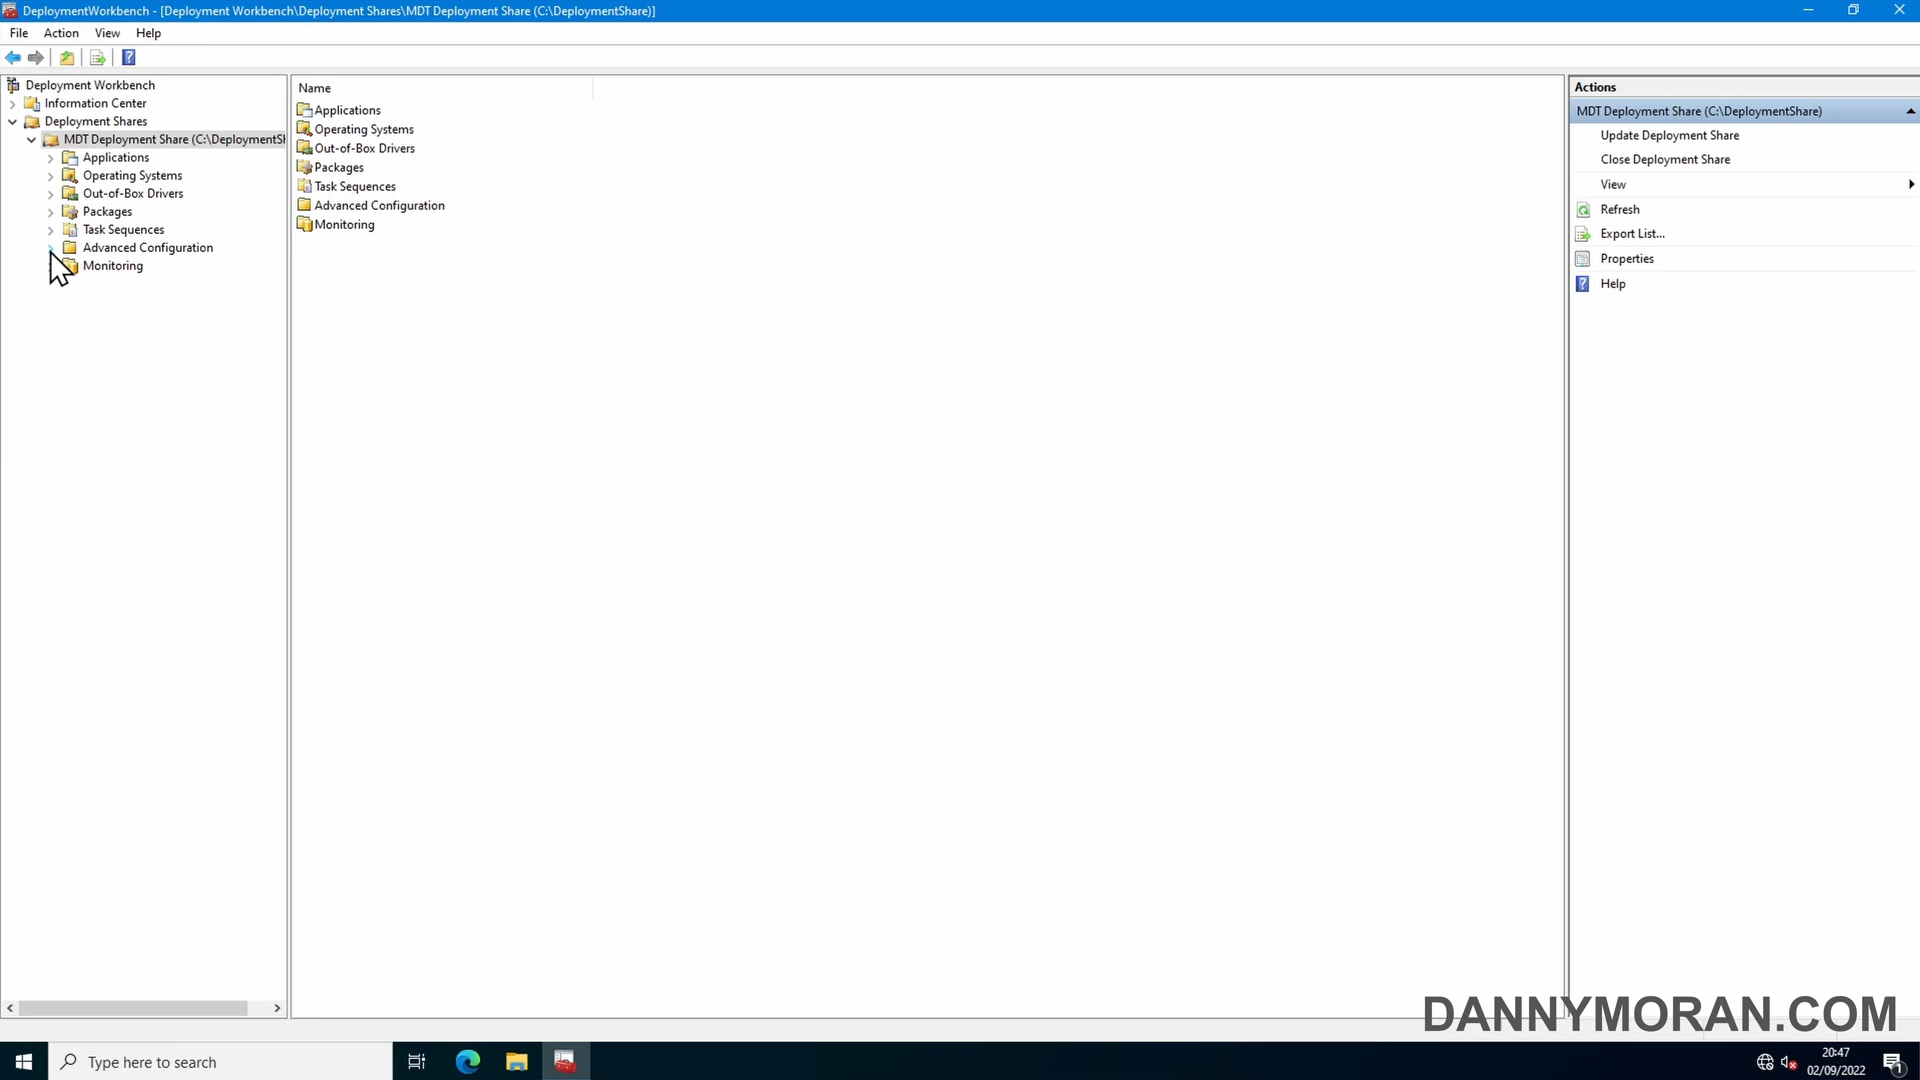 DeploymentWorkbench - [Deployment Workbench\Deployment Shares\MDT Deployment Share (C:\DeploymentShare)]
File Action View Help
Deployment Workbench
Information Center
Deployment Shares
MDT Deployment Share (C:\DeploymentSh
Applications
Operating Systems
Out-of-Box Drivers
Packages
Task Sequences
Advanced Configuration
Monitoring
Name
Applications
Operating Systems
Out-of-Box Drivers
Packages
Task Sequences
Advanced Configuration
Monitoring
Actions
MDT Deployment Share (C:\DeploymentShare)
Update Deployment Share
Close Deployment Share
View
Refresh
Export List...
Properties
Help
DANNYMORAN.COM
Type here to search
20:47
02/09/2022
1